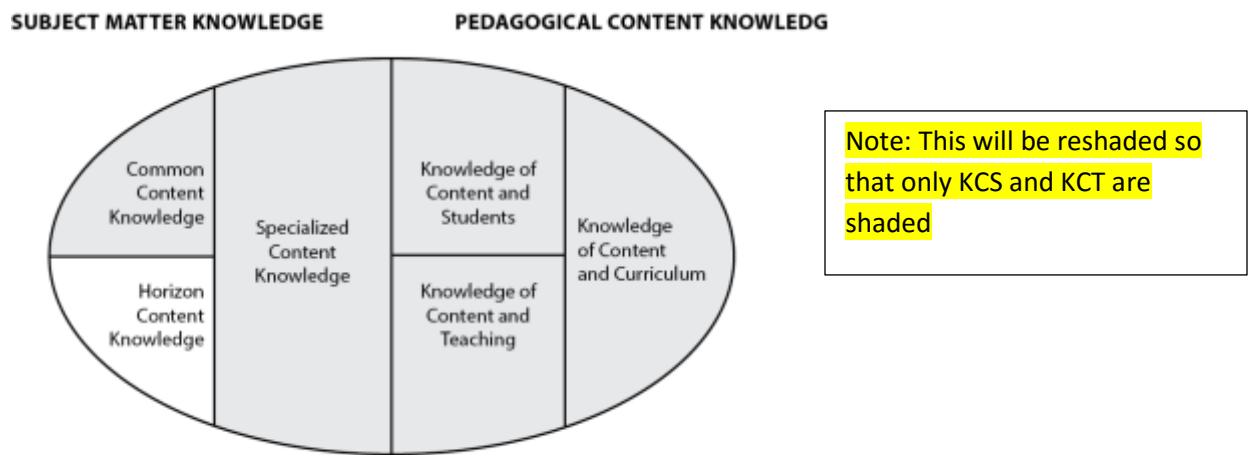 SUBJECT MATTER KNOWLEDGE
PEDAGOGICAL CONTENT KNOWLEDG
Common
Content
Knowledge
Horizon
Content
Knowledge
Specialized
Content
Knowledge
Knowledge of
Content and
Students
Knowledge of
Content and
Teaching
Knowledge
of Content
and Curriculum
Note: This will be reshaded so
that only KCS and KCT are
shaded